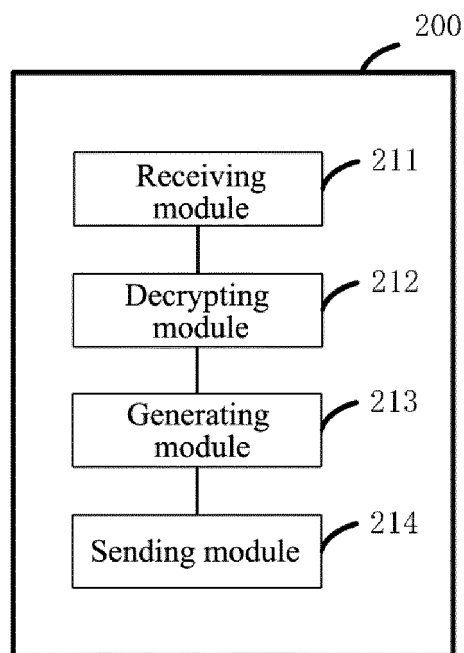 200
Receiving
module
211
Decrypting
module
212
Generating
module
213
Sending module
214